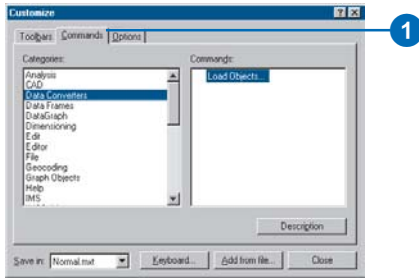 Customize
1
Toolbars Commands Options
Categories:
Commands:
Analysis
CAD
Data Converters
Data Frames
DataGraph
Dimensioning
Edit
Editor
File
Geocoding
Graph Objects
Help
IMS
Load Objects...
Description
Save in: Normal.mxt Keyboard... Add from file... Close